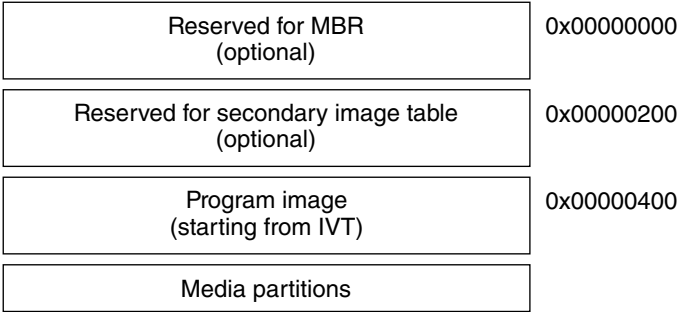 Reserved for MBR 0x00000000
(optional)
Reserved for secondary image table 0x00000200
(optional)
Program image 0x00000400
(starting from IVT)
Media partitions